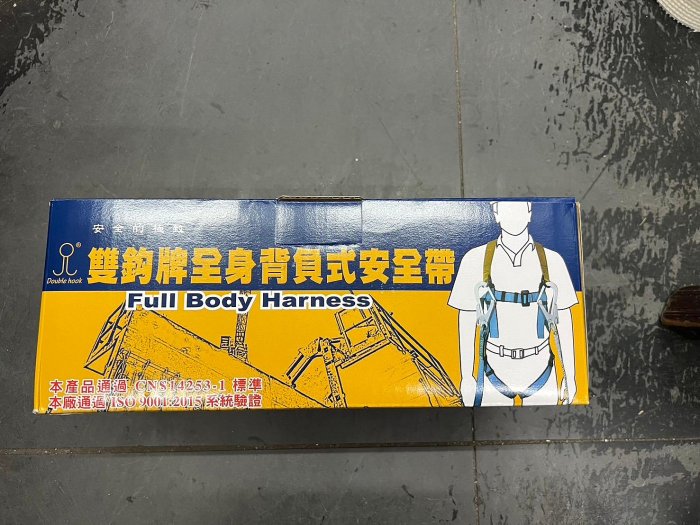 安全的
®
Double hook
雙鉤牌全身背負式安全帶
Full Body Harness
本產品通過 CNS14253-1 標準
本廠通過 ISO 9001:2015 系統驗證